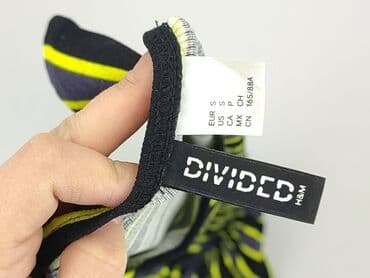 EUR S
US S
CA P
MX CH
CN 165/88A
DIVIDED
H&M